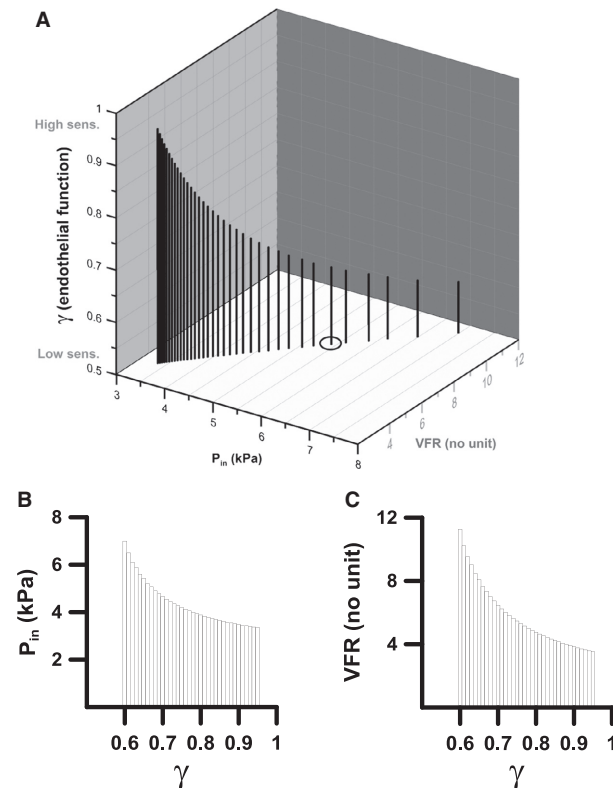 A
1
High sens.
0.9
0.8
0.7
0.6
Low sens.
0.5
γ (endothelial function)
3
4
5
6
7
8
P_in (kPa)
4
6
8
10
12
VFR (no unit)
B
8
6
4
2
P_in (kPa)
0.6 0.7 0.8 0.9 1
γ
C
12
8
4
VFR (no unit)
0.6 0.7 0.8 0.9 1
γ